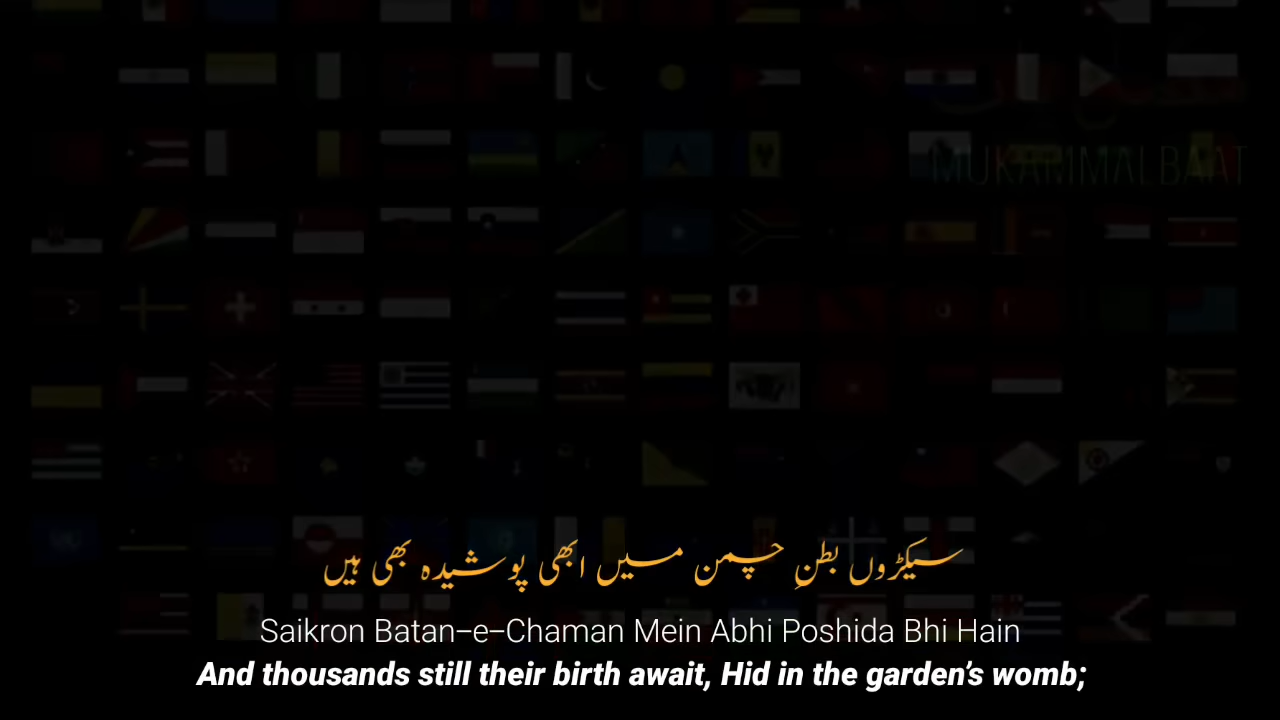 MUKAMMAL BAAT
سیکڑوں بطنِ چمن میں ابھی پوشیدہ بھی ہیں
Saikron Batan–e–Chaman Mein Abhi Poshida Bhi Hain
And thousands still their birth await, Hid in the garden’s womb;